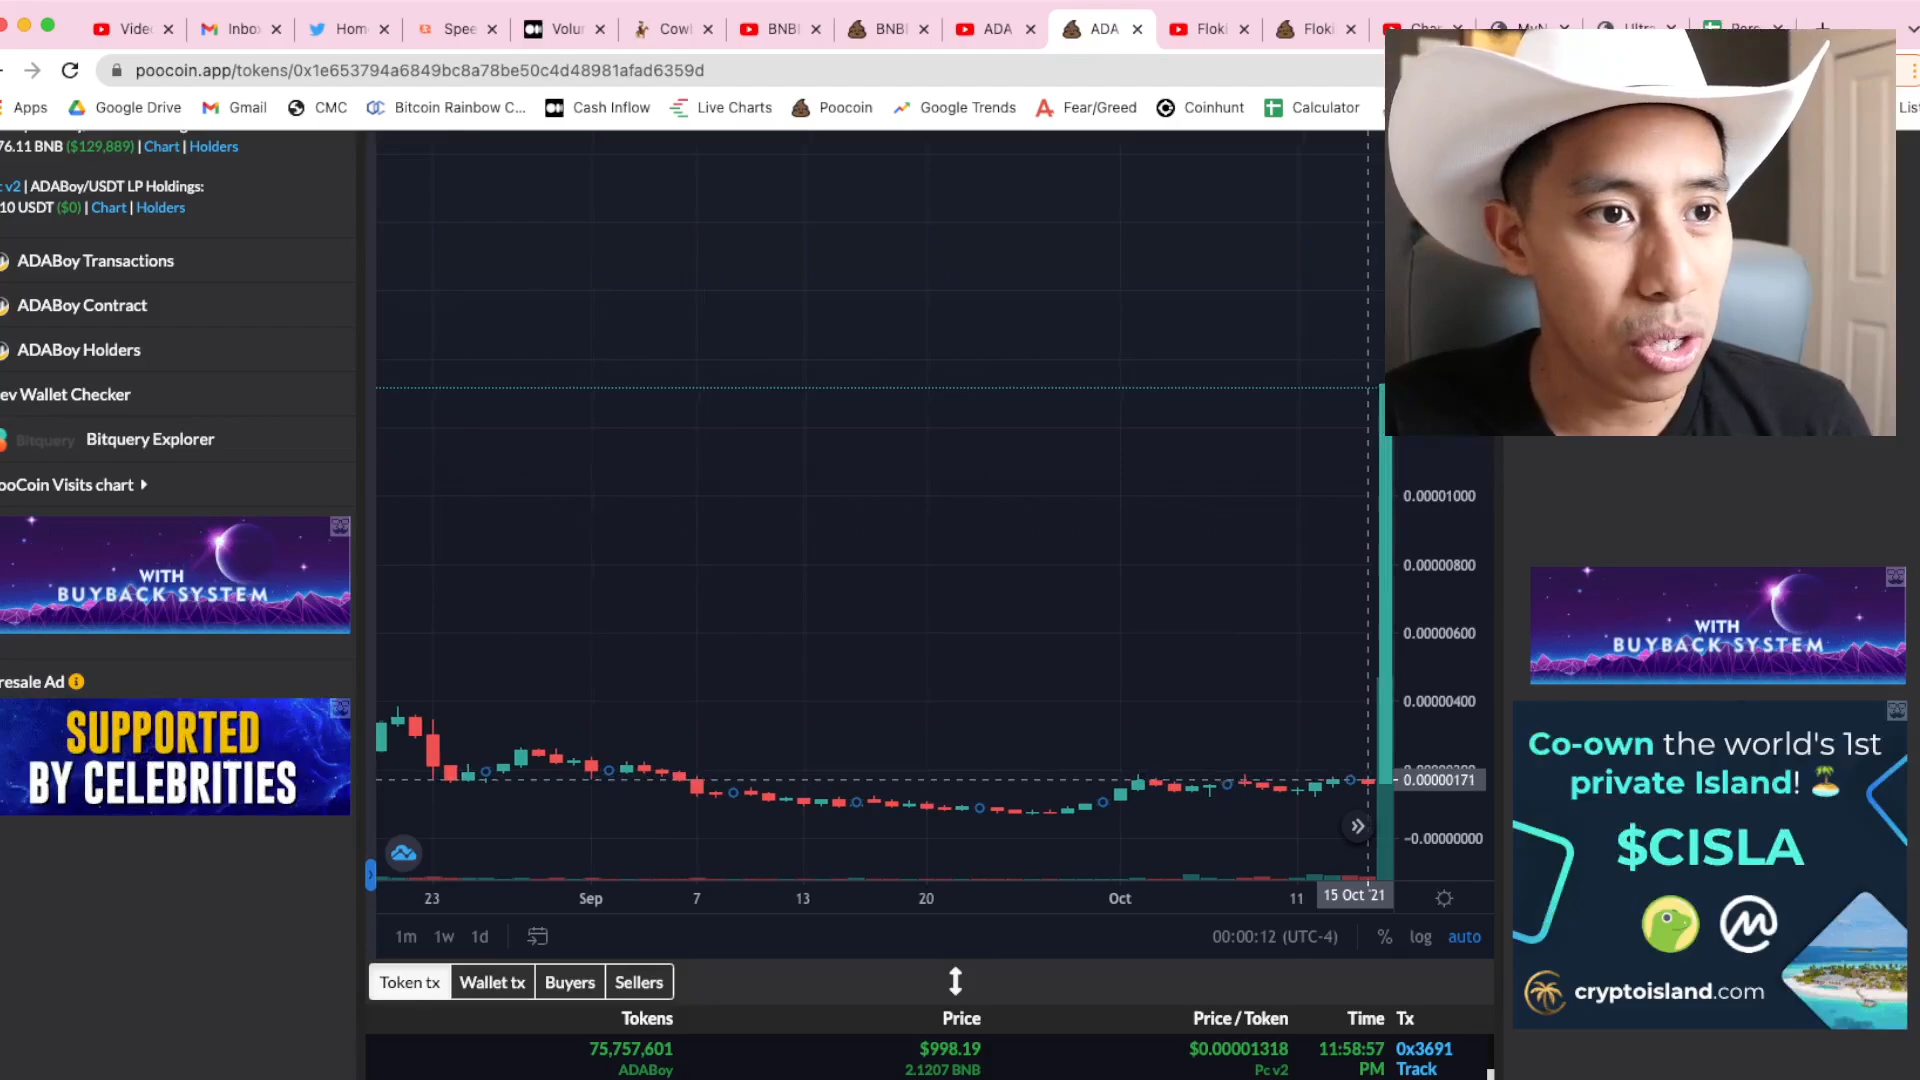 Videc
Inbo
Hom
Spee
Volur
Cowl
BNBI
BNBI
ADA
ADA
Floki
Floki
poocoin.app/tokens/0x1e653794a6849bc8a78be50c4d48981afad6359d
Apps
Google Drive
Gmail
CMC
Bitcoin Rainbow C...
Cash Inflow
Live Charts
Poocoin
Google Trends
Fear/Greed
Coinhunt
Calculator
List
76.11 BNB ($129,889) | Chart | Holders
v2 | ADABoy/USDT LP Holdings:
10 USDT ($0) | Chart | Holders
ADABoy Transactions
ADABoy Contract
ADABoy Holders
ev Wallet Checker
Bitquery Bitquery Explorer
ooCoin Visits chart
WITH
BUYBACK SYSTEM
resale Ad
SUPPORTED
BY CELEBRITIES
0.00001000
0.00000800
0.00000600
0.00000400
0.00000171
-0.00000000
23
Sep
7
13
20
Oct
11
15 Oct '21
1m 1w 1d
00:00:12 (UTC-4)
% log auto
Token tx Wallet tx Buyers Sellers
Tokens Price Price / Token Time Tx
75,757,601 $998.19 $0.00001318 11:58:57 0x3691
ADABoy 2.1207 BNB Pc v2 PM Track
WITH
BUYBACK SYSTEM
Co-own the world's 1st
private Island!
$CISLA
cryptoisland.com